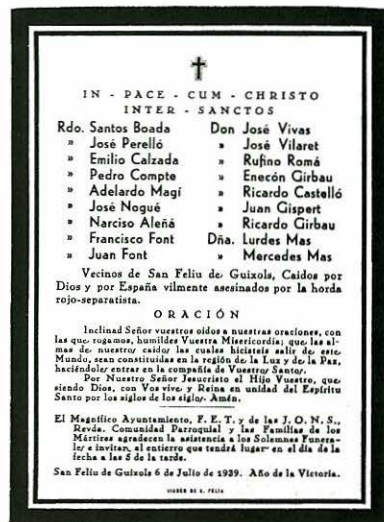 IN - PACE - CUM - CHRISTO
INTER - SANCTOS
Rdo. Santos Boada
» José Perelló
» Emilio Calzada
» Pedro Compte
» Adelardo Magí
» José Nogué
» Narciso Aleñá
» Francisco Font
» Juan Font
Don José Vivas
» José Vilaret
» Rufino Romá
» Enecón Girbau
» Ricardo Castelló
» Juan Gispert
» Ricardo Girbau
Dña. Lurdes Mas
» Mercedes Mas
Vecinos de San Feliu de Guixols, Caidos por
Dios y por España vilmente asesinados por la horda
rojo-separatista.
ORACIÓN
Inclinad Señor vuestros oidos a nuestras oraciones, con
las que rogamos, humildes Vuestra Misericordia; que las al-
mas de nuestros caidos las cuales hicisteis salir de este
Mundo, sean constituidas en la región de la Luz y de la Paz,
haciéndoles entrar en la compañia de Vuestros Santos.
Por Nuestro Señor Jesucristo el Hijo Vuestro, que
siendo Dios, con Vos vive y Reina en unidad del Espíritu
Santo por los siglos de los siglos. Amén.
El Magnífico Ayuntamiento, F. E. T. y de las J. O. N. S.,
Revda. Comunidad Parroquial y las Familias de los
Mártires agradecen la asistencia a los Solemnes Funera-
les e invitan, al entierro que tendrá lugar en el día de la
fecha a las 5 de la tarde.
San Feliu de Guixols 6 de Julio de 1939. Año de la Victoria.
VIADER DE S. FELIU